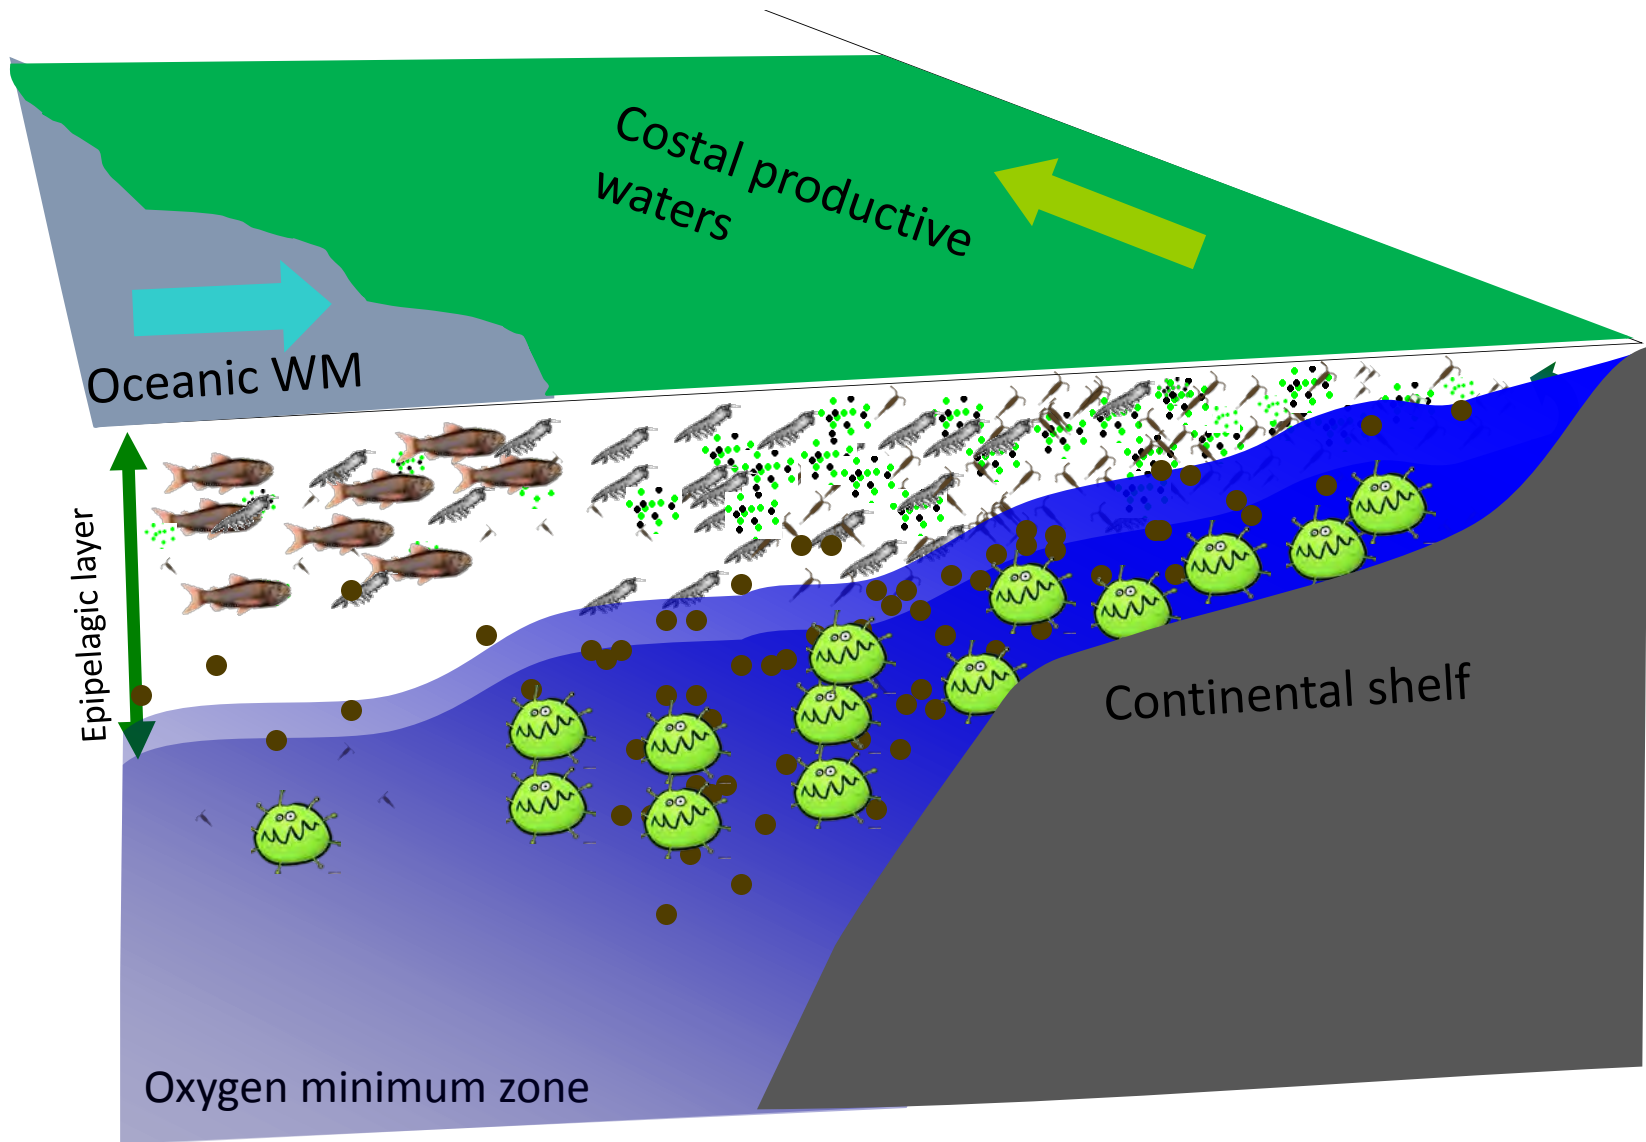 Costal productive
waters
Oceanic WM
Epipelagic layer
Continental shelf
Oxygen minimum zone